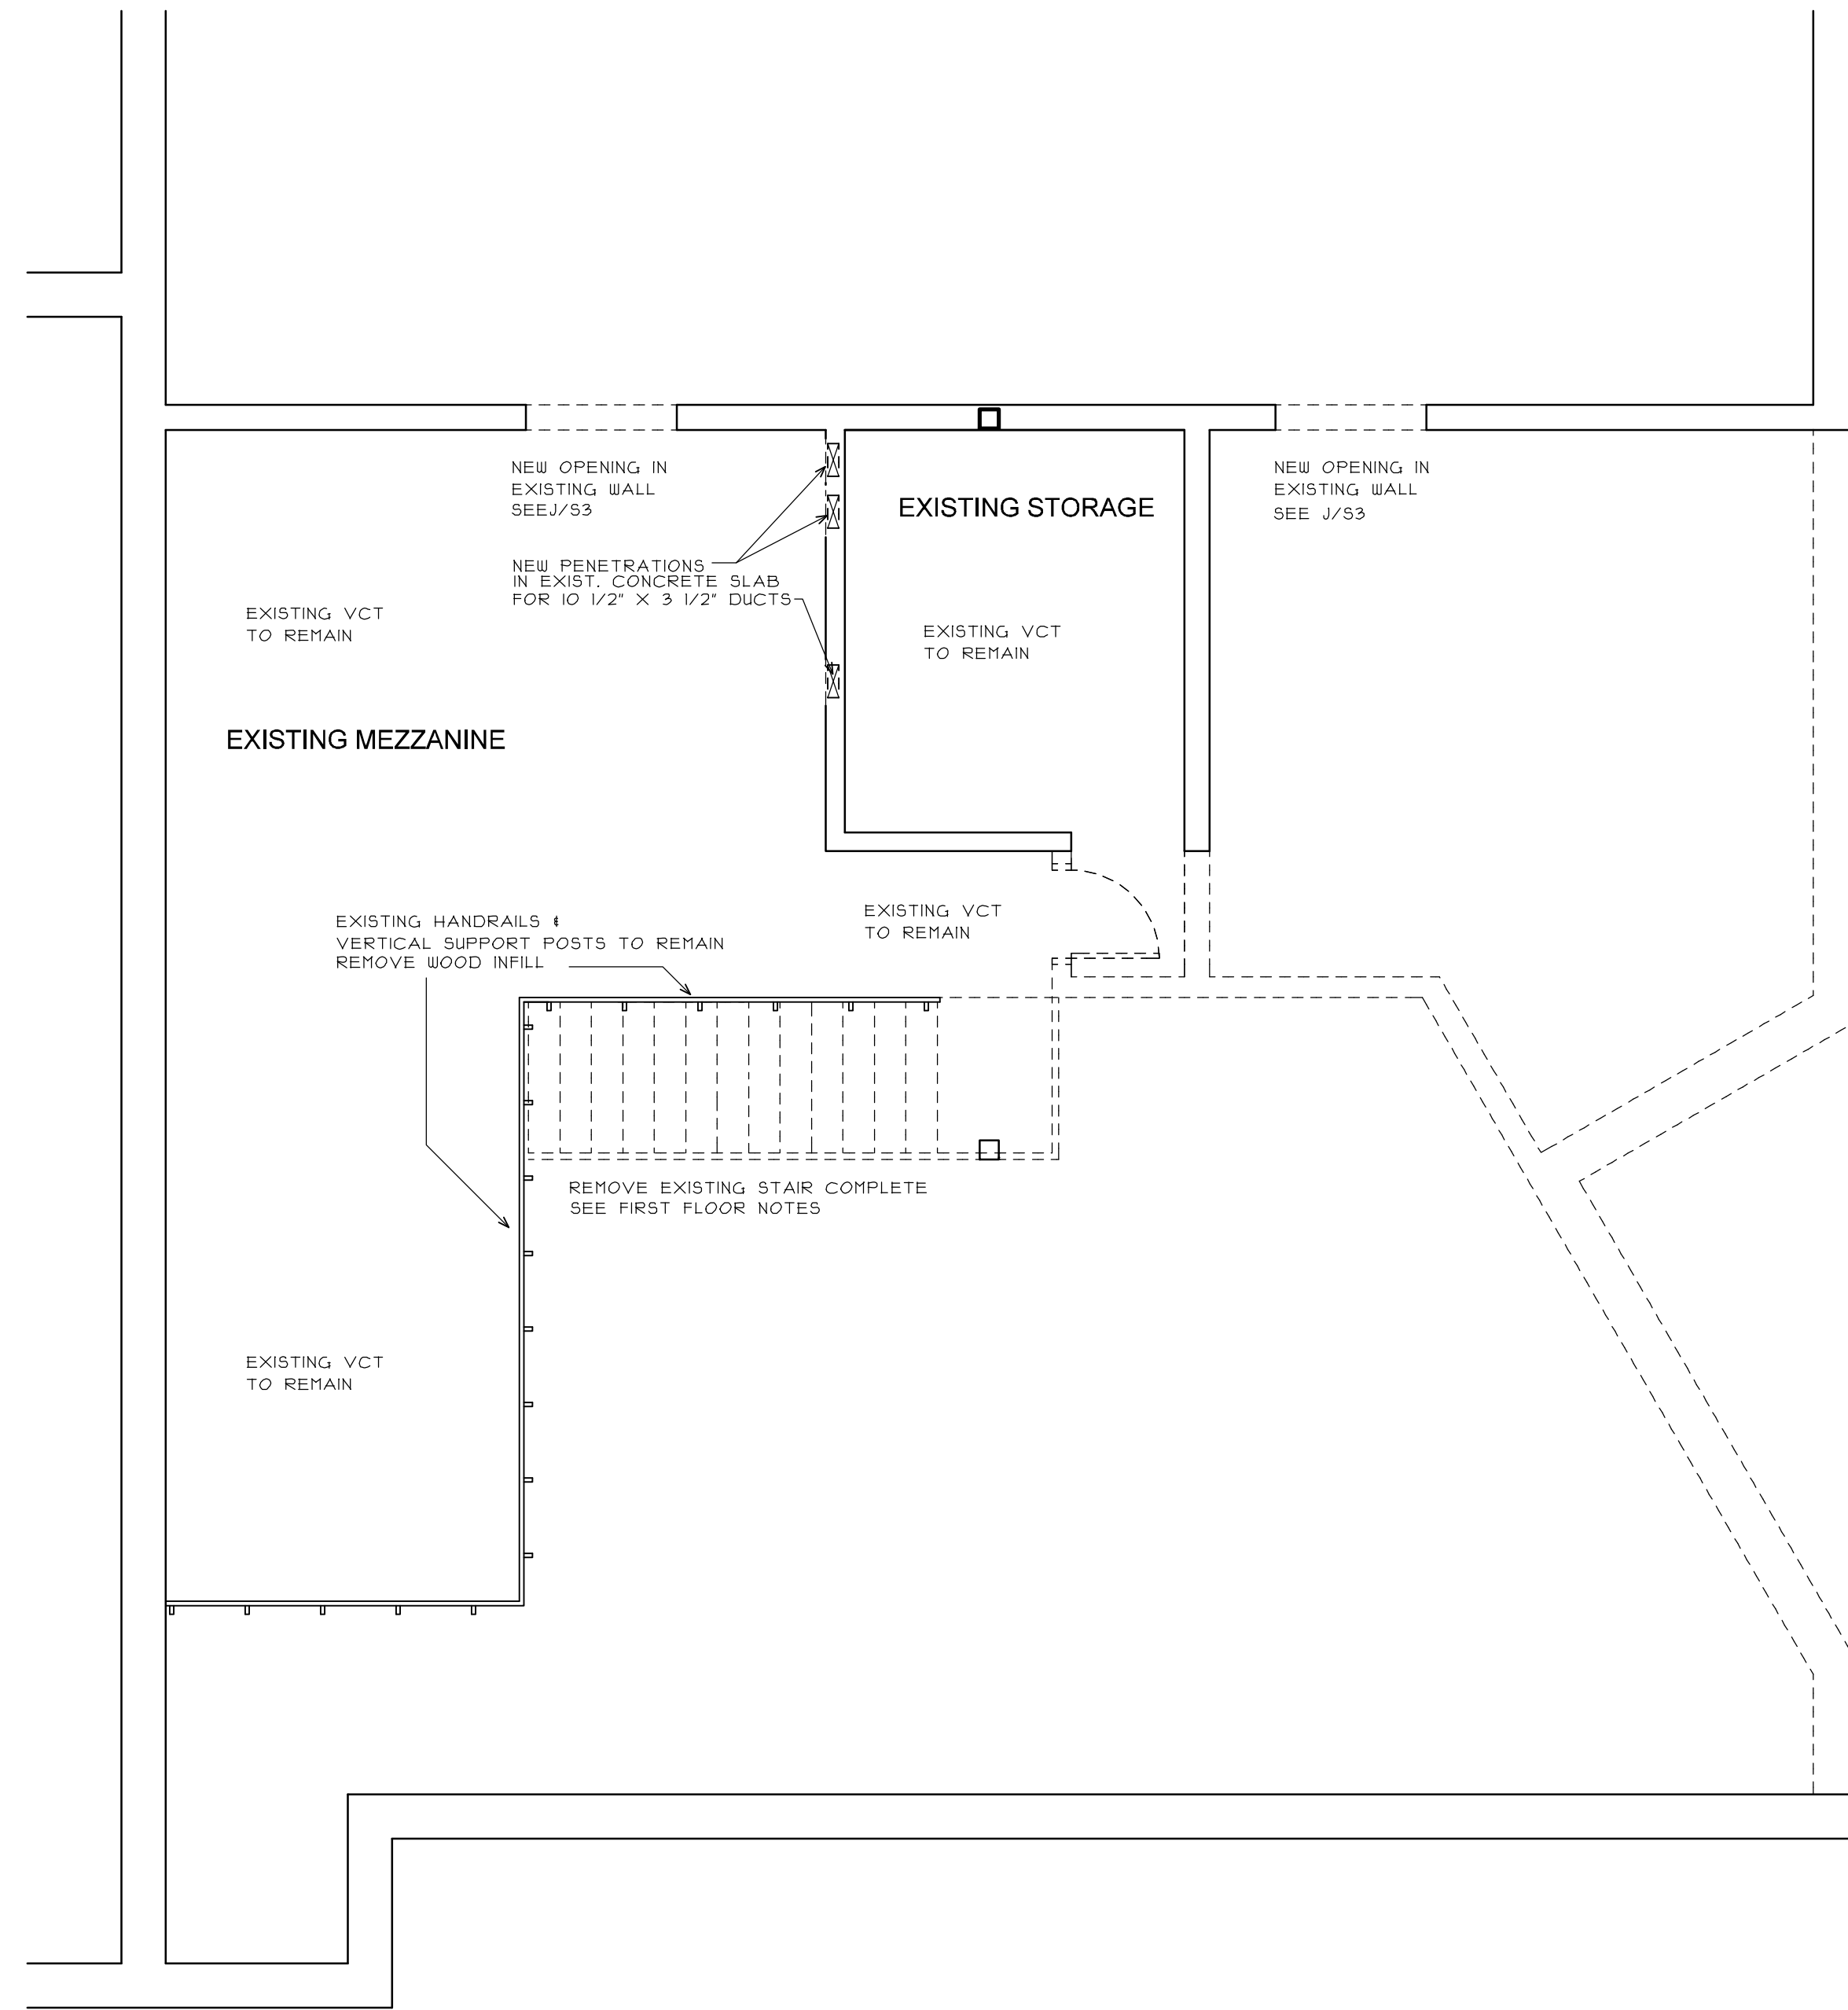 NEW OPENING IN
EXISTING WALL
SEEJ/S3
EXISTING STORAGE
NEW OPENING IN
EXISTING WALL
SEE J/S3
NEW PENETRATIONS
IN EXIST. CONCRETE SLAB
FOR 10 1/2" X 3 1/2" DUCTS
EXISTING VCT
TO REMAIN
EXISTING VCT
TO REMAIN
EXISTING MEZZANINE
EXISTING HANDRAILS &
VERTICAL SUPPORT POSTS TO REMAIN
REMOVE WOOD INFILL
EXISTING VCT
TO REMAIN
REMOVE EXISTING STAIR COMPLETE
SEE FIRST FLOOR NOTES
EXISTING VCT
TO REMAIN